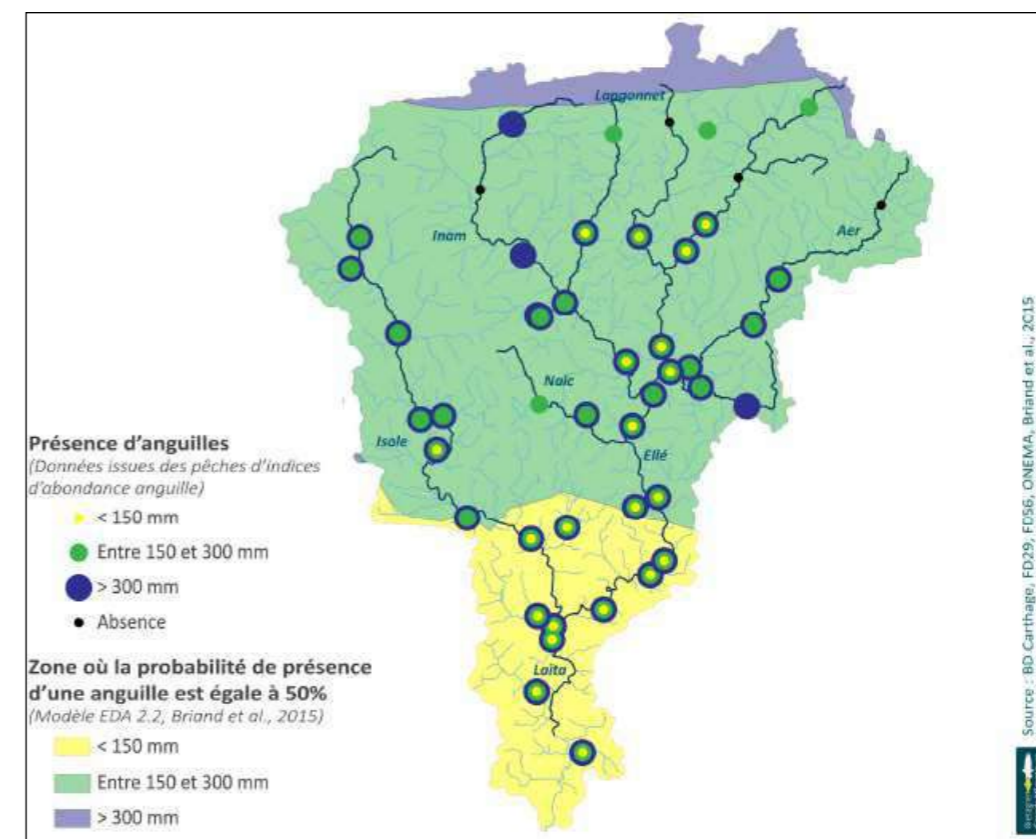 Langonnet
Inam
Aer
Naïc
Isole
Ellé
Laïta
Présence d'anguilles
(Données issues des pêches d'indices
d'abondance anguille)
< 150 mm
Entre 150 et 300 mm
> 300 mm
Absence
Zone où la probabilité de présence
d'une anguille est égale à 50%
(Modèle EDA 2.2, Briand et al., 2015)
< 150 mm
Entre 150 et 300 mm
> 300 mm
Source : BD Carthage, FD29, FD56, ONEMA, Briand et al., 2C15